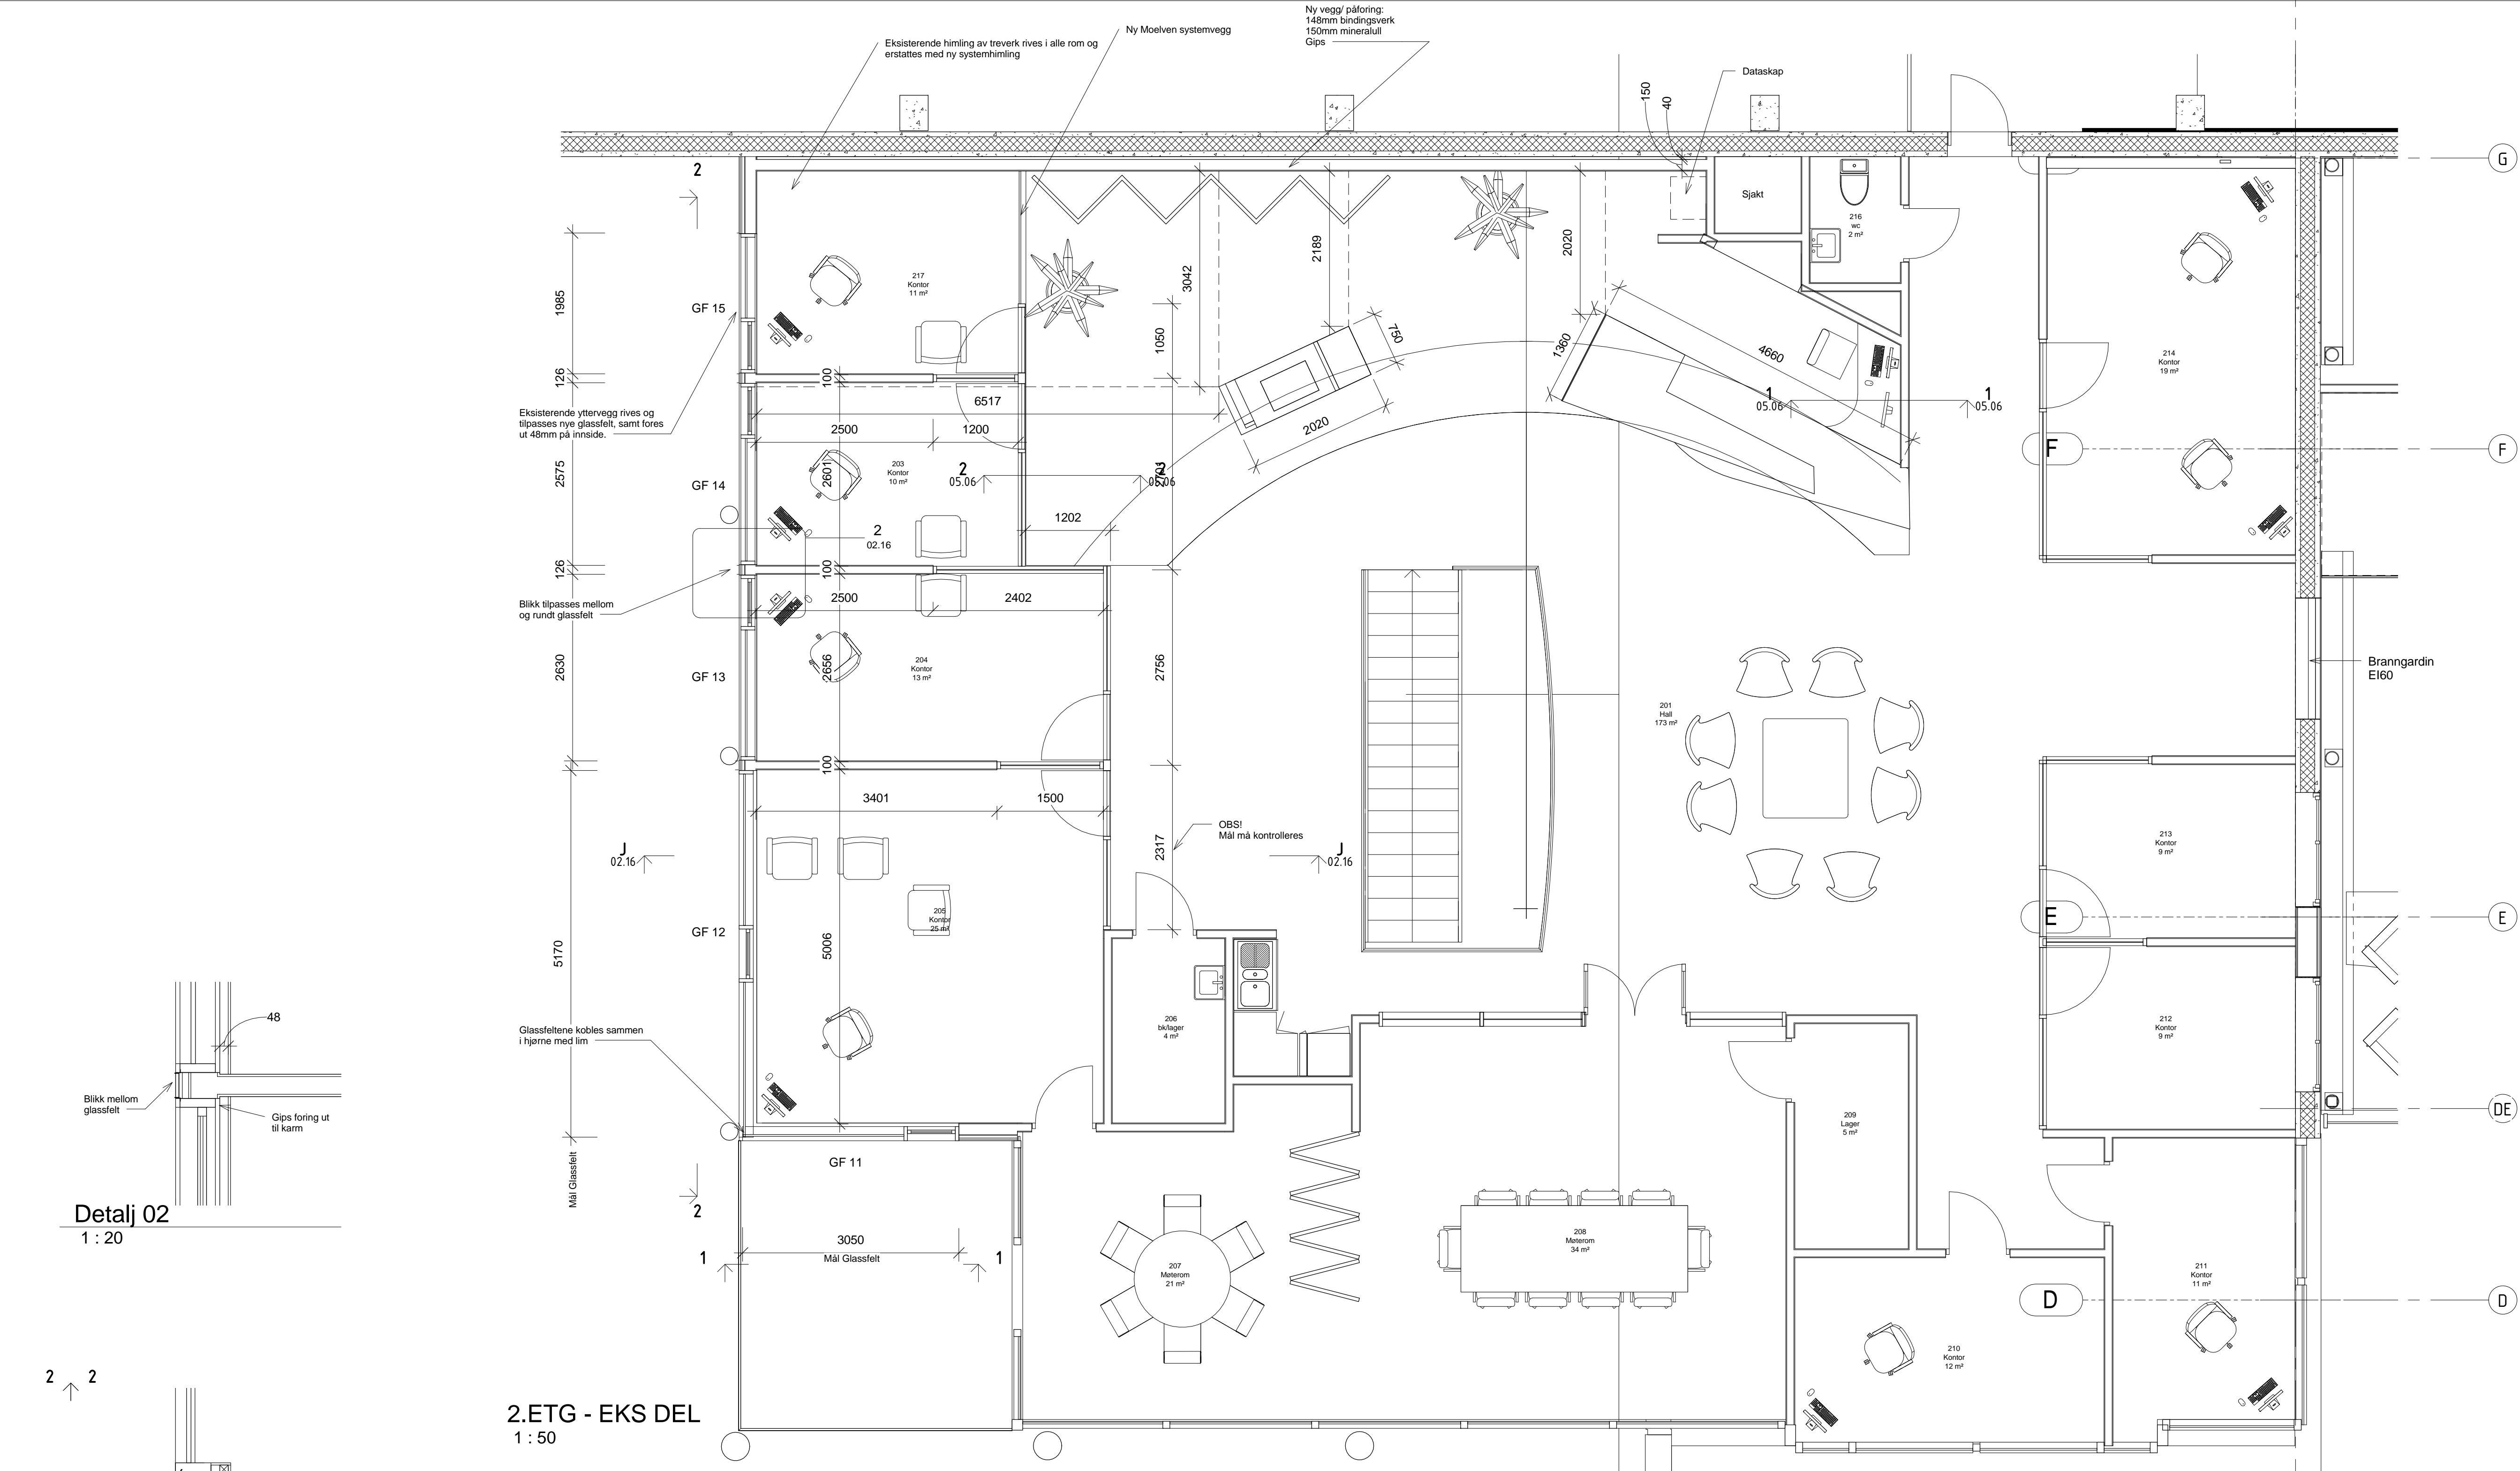 Ny vegg/ påforing:
148mm bindingsverk
150mm mineralull
Gips
Ny Moelven systemvegg
Eksisterende himling av treverk rives i alle rom og
erstattes med ny systemhimling
Dataskap
150
40
G
2
Sjakt
216
wc
2 m²
217
Kontor
11 m²
3042
2189
2020
1985
GF 15
1050
750
1360
4660
214
Kontor
19 m²
126
100
6517
1
05.06
1
05.06
Eksisterende yttervegg rives og
tilpasses nye glassfelt, samt fores
ut 48mm på innside.
2500
1200
2020
F
F
2575
GF 14
2601
203
Kontor
10 m²
2
05.06
2
05.06
1202
2
02.16
126
100
Blikk tilpasses mellom
og rundt glassfelt
2500
2402
2630
GF 13
2656
204
Kontor
13 m²
2756
Branngardin
EI60
201
Hall
173 m²
100
3401
1500
OBS!
Mål må kontrolleres
2317
J
02.16
J
02.16
213
Kontor
9 m²
5170
GF 12
5006
205
Kontor
25 m²
E
E
48
Glassfeltene kobles sammen
i hjørne med lim
206
bk/lager
4 m²
212
Kontor
9 m²
Blikk mellom
glassfelt
Gips foring ut
til karm
DE
209
Lager
5 m²
Mål Glassfelt
GF 11
Detalj 02
1 : 20
2
3050
Mål Glassfelt
1
1
208
Møterom
34 m²
207
Møterom
21 m²
211
Kontor
11 m²
D
D
210
Kontor
12 m²
2
2
2.ETG - EKS DEL
1 : 50